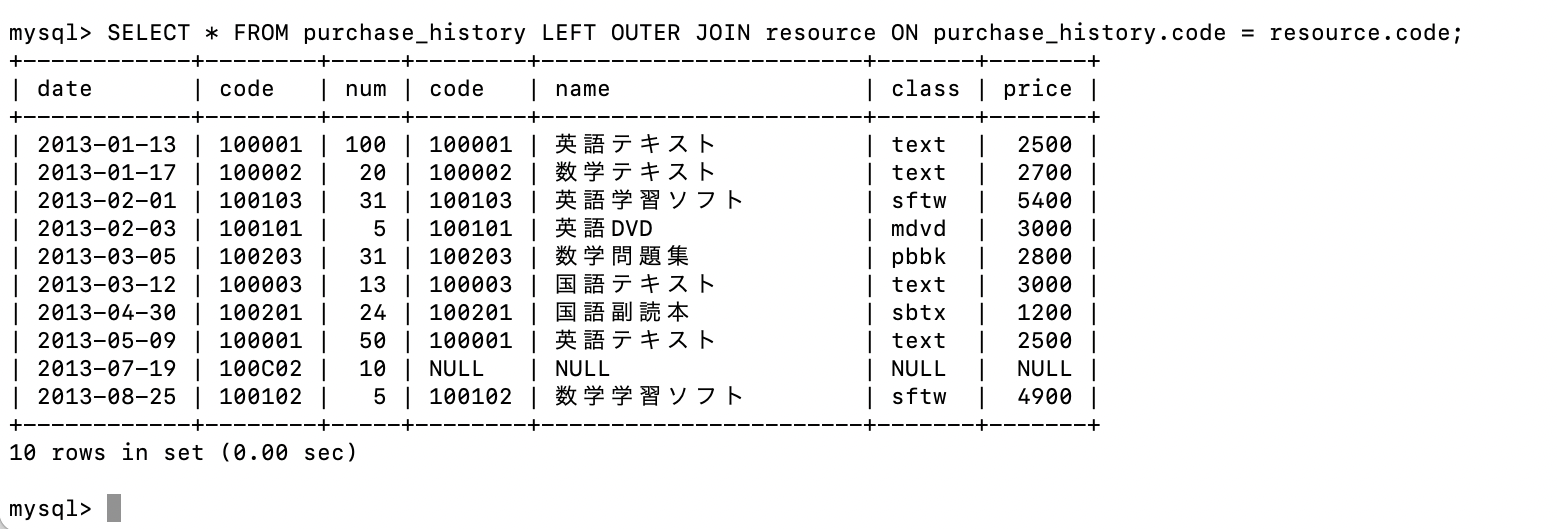 mysql> SELECT * FROM purchase_history LEFT OUTER JOIN resource ON purchase_history.code = resource.code;
+------------+--------+-----+--------+-----------------------+-------+-------+
| date       | code   | num | code   | name                  | class | price |
+------------+--------+-----+--------+-----------------------+-------+-------+
| 2013-01-13 | 100001 | 100 | 100001 | 英語テキスト          | text  |  2500 |
| 2013-01-17 | 100002 |  20 | 100002 | 数学テキスト          | text  |  2700 |
| 2013-02-01 | 100103 |  31 | 100103 | 英語学習ソフト        | sftw  |  5400 |
| 2013-02-03 | 100101 |   5 | 100101 | 英語DVD               | mdvd  |  3000 |
| 2013-03-05 | 100203 |  31 | 100203 | 数学問題集            | pbbk  |  2800 |
| 2013-03-12 | 100003 |  13 | 100003 | 国語テキスト          | text  |  3000 |
| 2013-04-30 | 100201 |  24 | 100201 | 国語副読本            | sbtx  |  1200 |
| 2013-05-09 | 100001 |  50 | 100001 | 英語テキスト          | text  |  2500 |
| 2013-07-19 | 100C02 |  10 | NULL   | NULL                  | NULL  |  NULL |
| 2013-08-25 | 100102 |   5 | 100102 | 数学学習ソフト        | sftw  |  4900 |
+------------+--------+-----+--------+-----------------------+-------+-------+
10 rows in set (0.00 sec)
mysql>